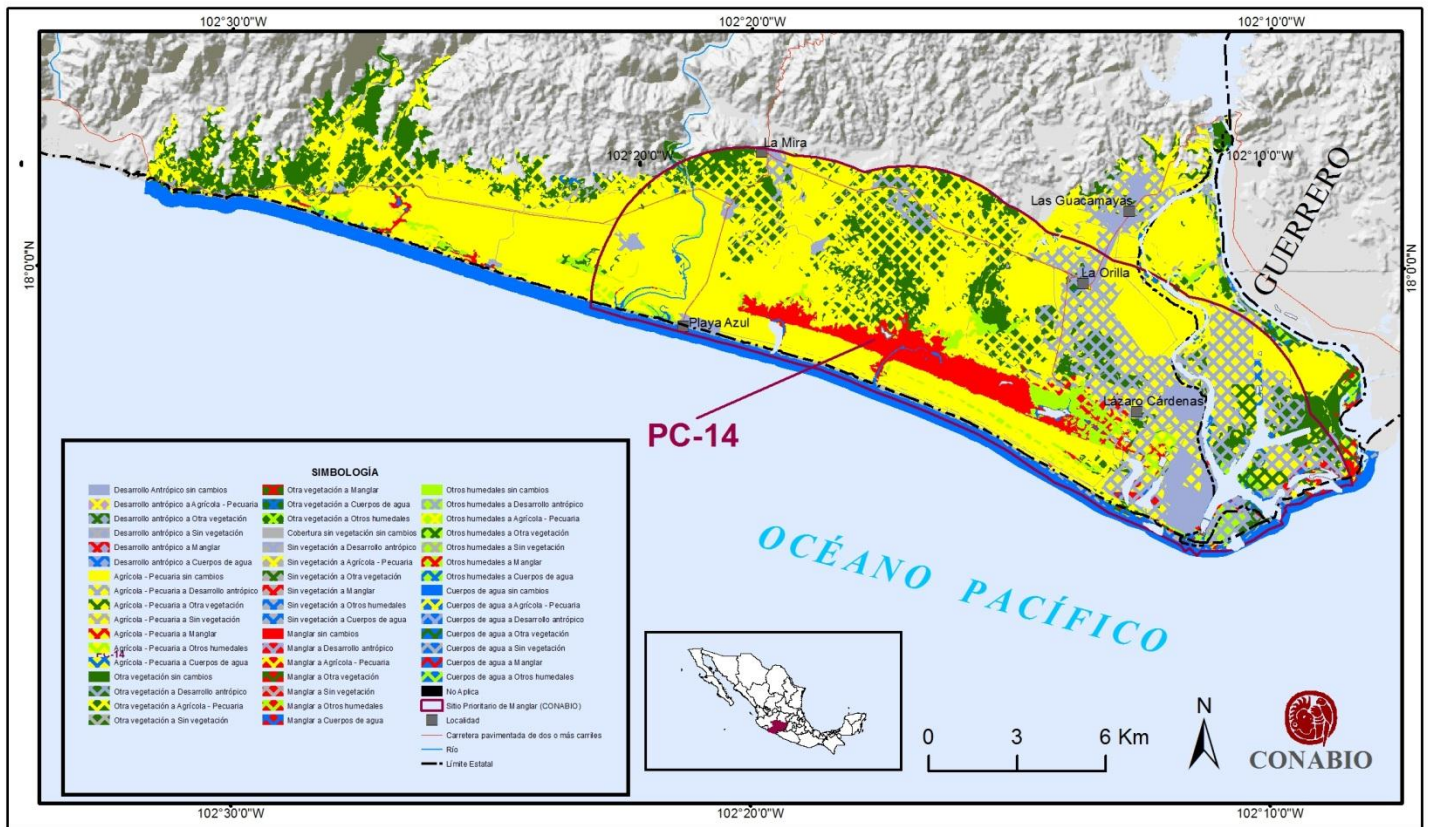 102°30'0"W
102°20'0"W
102°10'0"W
La Mira
102°20'0"W
102°10'0"W
Las Guacamayas
GUERRERO
18°0'0"N
18°0'0"N
La Orilla
Playa Azul
Lázaro Cárdenas
PC-14
OCÉANO PACÍFICO
SIMBOLOGÍA
Desarrollo Antrópico sin cambios
Desarrollo antrópico a Agrícola - Pecuaria
Desarrollo antrópico a Otra vegetación
Desarrollo antrópico a Sin vegetación
Desarrollo antrópico a Manglar
Desarrollo antrópico a Cuerpos de agua
Agrícola - Pecuaria sin cambios
Agrícola - Pecuaria a Desarrollo antrópico
Agrícola - Pecuaria a Otra vegetación
Agrícola - Pecuaria a Sin vegetación
Agrícola - Pecuaria a Manglar
Agrícola - Pecuaria a Otros humedales
PC-14
Agrícola - Pecuaria a Cuerpos de agua
Otra vegetación sin cambios
Otra vegetación a Desarrollo antrópico
Otra vegetación a Agrícola - Pecuaria
Otra vegetación a Sin vegetación
Otra vegetación a Manglar
Otra vegetación a Cuerpos de agua
Otra vegetación a Otros humedales
Cobertura sin vegetación sin cambios
Sin vegetación a Desarrollo antrópico
Sin vegetación a Agrícola - Pecuaria
Sin vegetación a Otra vegetación
Sin vegetación a Manglar
Sin vegetación a Otros humedales
Sin vegetación a Cuerpos de agua
Manglar sin cambios
Manglar a Desarrollo antrópico
Manglar a Agrícola - Pecuaria
Manglar a Otra vegetación
Manglar a Sin vegetación
Manglar a Otros humedales
Manglar a Cuerpos de agua
Otros humedales sin cambios
Otros humedales a Desarrollo antrópico
Otros humedales a Agrícola - Pecuaria
Otros humedales a Otra vegetación
Otros humedales a Sin vegetación
Otros humedales a Manglar
Otros humedales a Cuerpos de agua
Cuerpos de agua sin cambios
Cuerpos de agua a Agrícola - Pecuaria
Cuerpos de agua a Desarrollo antrópico
Cuerpos de agua a Otra vegetación
Cuerpos de agua a Sin vegetación
Cuerpos de agua a Manglar
Cuerpos de agua a Otros humedales
No Aplica
Sitio Prioritario de Manglar (CONABIO)
Localidad
Carretera pavimentada de dos o más carriles
Río
Límite Estatal
0 3 6 Km
N
CONABIO
102°30'0"W
102°20'0"W
102°10'0"W